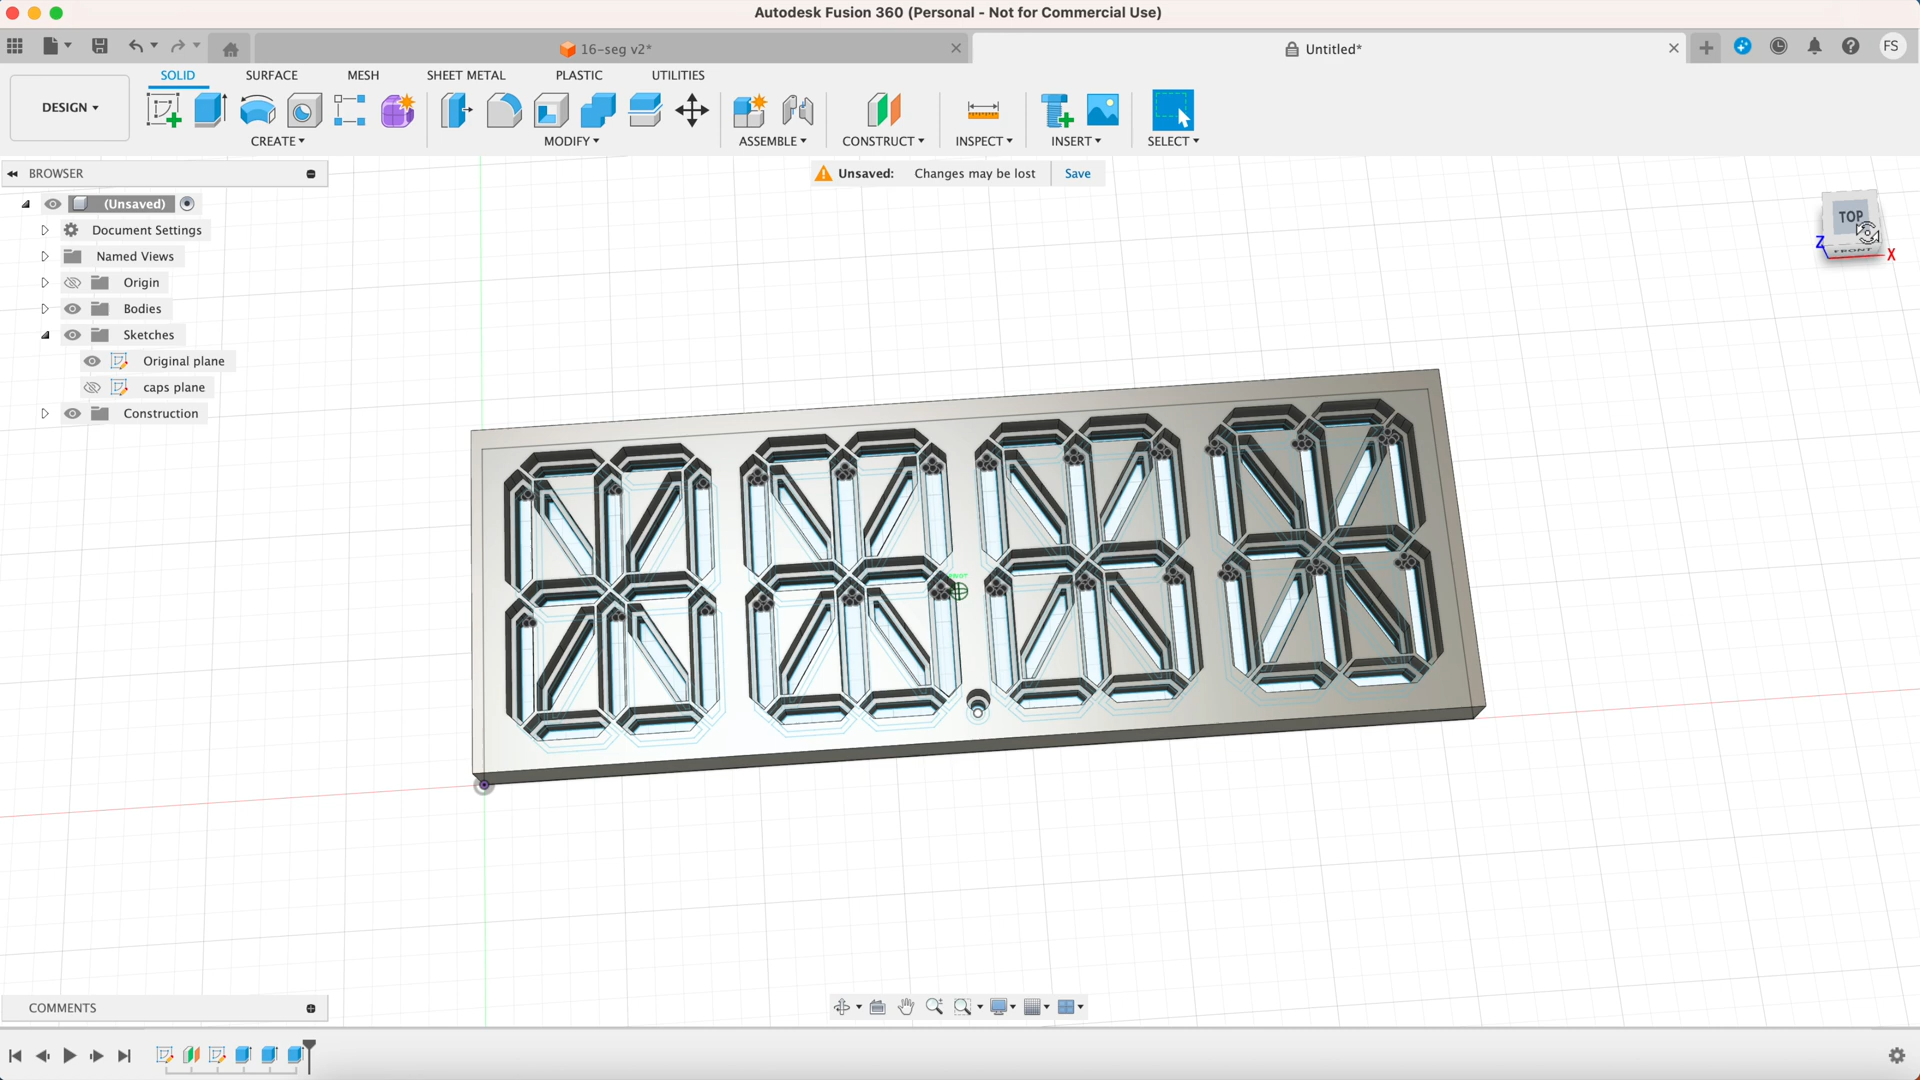 Autodesk Fusion 360 (Personal - Not for Commercial Use)
16-seg v2*
Untitled*
FS
DESIGN
SOLID
SURFACE
MESH
SHEET METAL
PLASTIC
UTILITIES
CREATE
MODIFY
ASSEMBLE
CONSTRUCT
INSPECT
INSERT
SELECT
BROWSER
Unsaved: Changes may be lost
Save
(Unsaved)
Document Settings
Named Views
Origin
Bodies
Sketches
Original plane
caps plane
Construction
TOP
FRONT
Z
X
COMMENTS